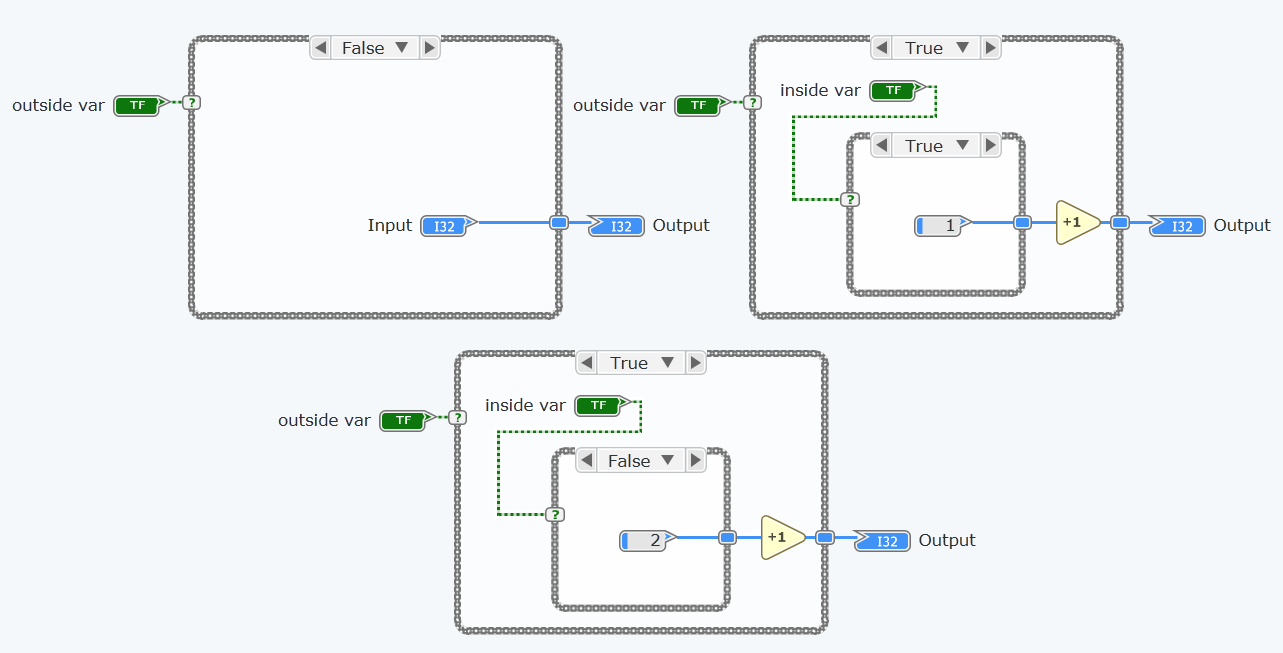 False
outside var TF ?
Input I32 I32 Output
True
inside var TF
outside var TF ?
True
?
1 +1 I32 Output
True
inside var TF
outside var TF ?
False
?
2 +1 I32 Output